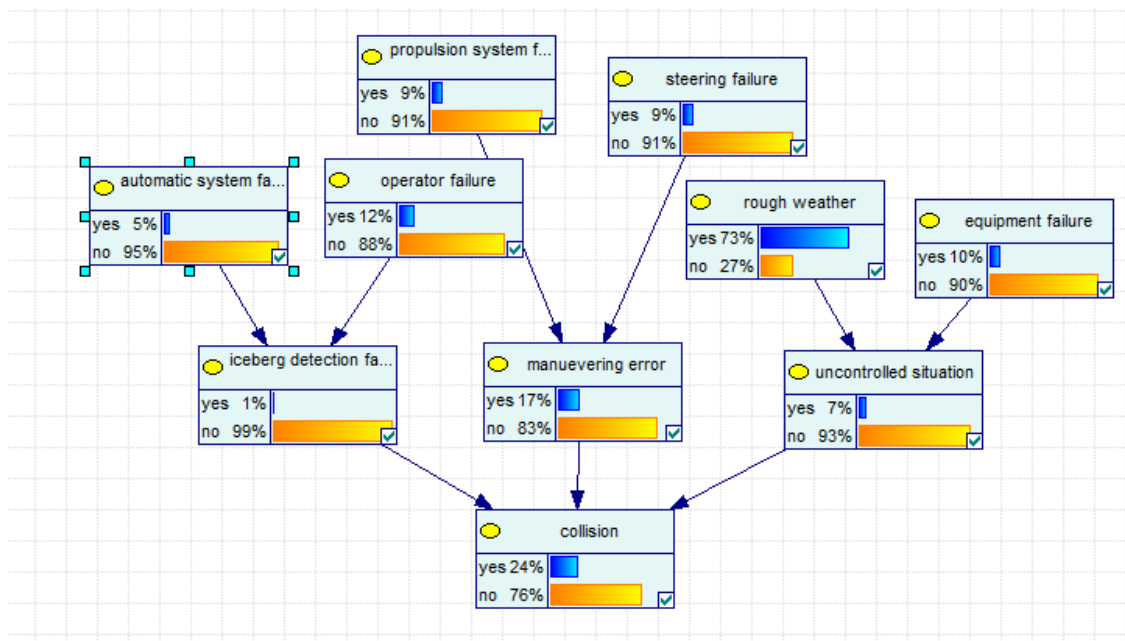 propulsion system f...
yes 9%
no 91%
steering failure
yes 9%
no 91%
automatic system fa...
yes 5%
no 95%
operator failure
yes 12%
no 88%
rough weather
yes 73%
no 27%
equipment failure
yes 10%
no 90%
iceberg detection fa...
yes 1%
no 99%
manuevering error
yes 17%
no 83%
uncontrolled situation
yes 7%
no 93%
collision
yes 24%
no 76%